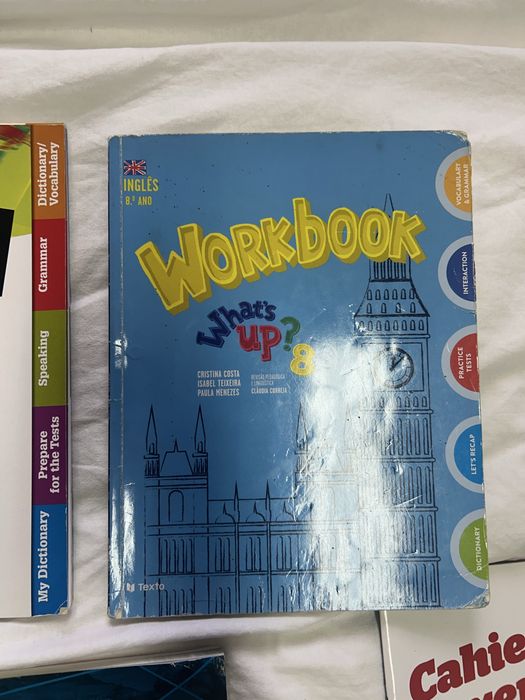 Dictionary/
Vocabulary
Grammar
Speaking
Prepare
for the Tests
My Dictionary
INGLÊS
8.º ANO
WORKBOOK
What's
up?
8
CRISTINA COSTA
ISABEL TEIXEIRA
PAULA MENEZES
REVISÃO PEDAGÓGICA
E LINGUÍSTICA
CLÁUDIA CORREIA
VOCABULARY
& GRAMMAR
INTERACTION
PRACTICE
TESTS
LET'S RECAP
DICTIONARY
Texto
Cahie